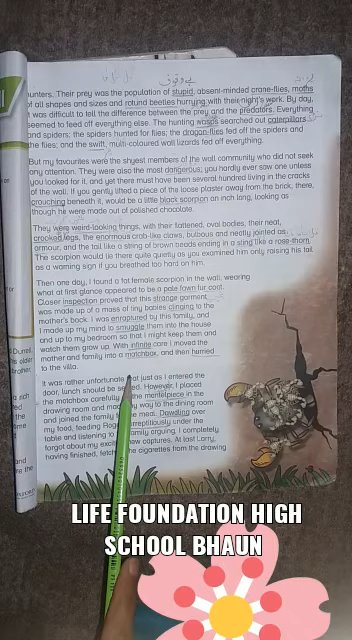 بے وقوف
unters. Their prey was the population of stupid, absent-minded crane-flies, moths
of all shapes and sizes and rotund beetles hurrying with their night's work. By day,
it was difficult to tell the difference between the prey and the predators. Everything
seemed to feed off everything else. The hunting wasps searched out caterpillars
and spiders; the spiders hunted for flies; the dragon-flies fed off the spiders and
the flies; and the swift, multi-coloured wall lizards fed off everything.
But my favourites were the shyest members of the wall community who did not seek
any attention. They were also the most dangerous; you hardly ever saw one unless
you looked for it, and yet there must have been several hundred living in the cracks
of the wall. If you gently lifted a piece of the loose plaster away from the brick, there,
crouching beneath it, would be a little black scorpion an inch long, looking as
though he were made out of polished chocolate.
They were weird-looking things, with their flattened, oval bodies, their neat,
crooked legs, the enormous crab-like claws, bulbous and neatly jointed as
armour, and the tail like a string of brown beads ending in a sting like a rose-thorn.
The scorpion would lie there quite quietly as you examined him only raising his tail
as a warning sign if you breathed too hard on him.
Then one day, I found a fat female scorpion in the wall, wearing
what at first glance appeared to be a pale fawn fur coat.
Closer inspection proved that this strange garment
was made up of a mass of tiny babies clinging to the
mother's back. I was enraptured by this family, and
I made up my mind to smuggle them into the house
and up to my bedroom so that I might keep them and
watch them grow up. With infinite care I moved the
mother and family into a matchbox, and then hurried
to the villa.
It was rather unfortunate that just as I entered the
door, lunch should be served. However, I placed
the matchbox carefully on the mantelpiece in the
drawing room and made my way to the dining room
and joined the family for the meal. Dawdling over
my food, feeding Roger surreptitiously under the
table and listening to the family arguing, I completely
forgot about my exciting new captures. At last Larry,
having finished, fetched the cigarettes from the drawing
Durrell
his elder
brother
LIFE FOUNDATION HIGH
SCHOOL BHAUN